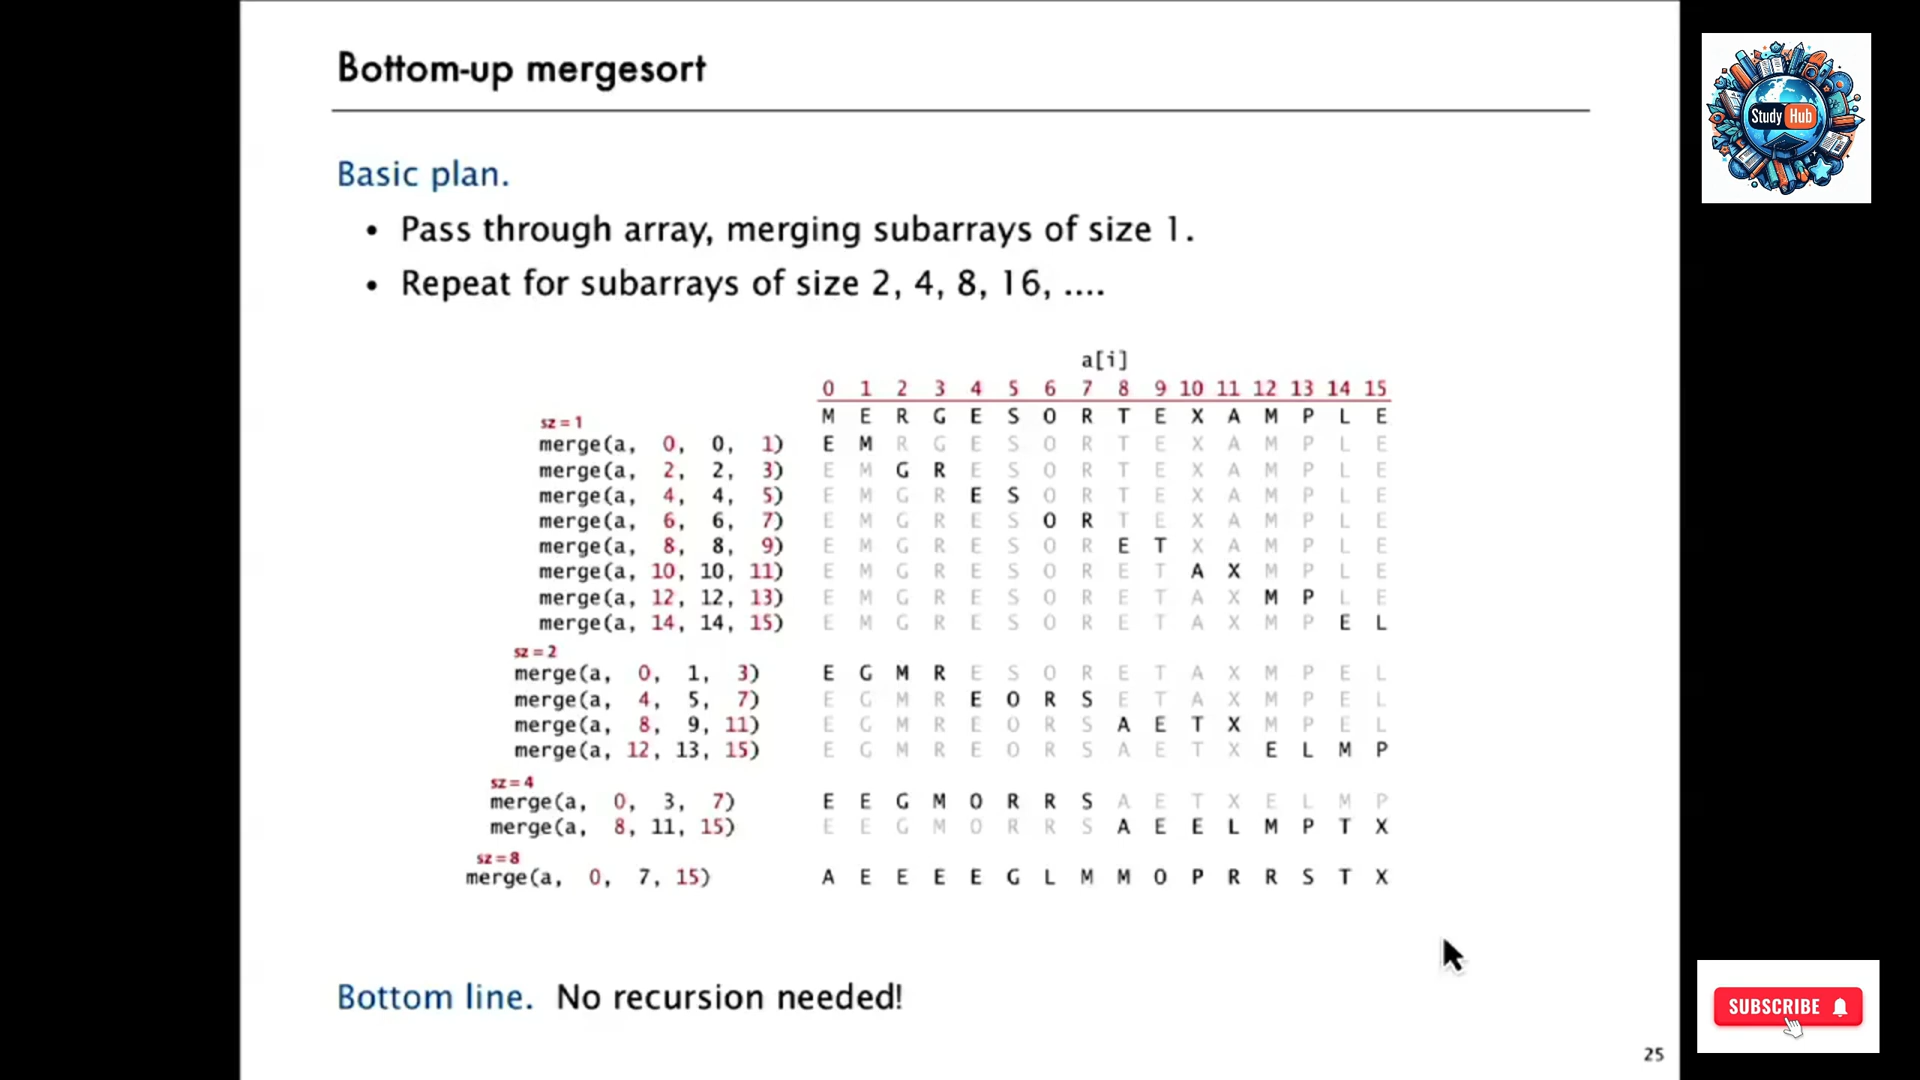 Bottom-up mergesort
Study Hub
Basic plan.
• Pass through array, merging subarrays of size 1.
• Repeat for subarrays of size 2, 4, 8, 16, ....
a[i]
0 1 2 3 4 5 6 7 8 9 10 11 12 13 14 15
M E R G E S O R T E X A M P L E
sz = 1
merge(a, 0, 0, 1) E M R G E S O R T E X A M P L E
merge(a, 2, 2, 3) E M G R E S O R T E X A M P L E
merge(a, 4, 4, 5) E M G R E S O R T E X A M P L E
merge(a, 6, 6, 7) E M G R E S O R T E X A M P L E
merge(a, 8, 8, 9) E M G R E S O R E T X A M P L E
merge(a, 10, 10, 11) E M G R E S O R E T A X M P L E
merge(a, 12, 12, 13) E M G R E S O R E T A X M P L E
merge(a, 14, 14, 15) E M G R E S O R E T A X M P E L
sz = 2
merge(a, 0, 1, 3) E G M R E S O R E T A X M P E L
merge(a, 4, 5, 7) E G M R E O R S E T A X M P E L
merge(a, 8, 9, 11) E G M R E O R S A E T X M P E L
merge(a, 12, 13, 15) E G M R E O R S A E T X E L M P
sz = 4
merge(a, 0, 3, 7) E E G M O R R S A E T X E L M P
merge(a, 8, 11, 15) E E G M O R R S A E E L M P T X
sz = 8
merge(a, 0, 7, 15) A E E E E G L M M O P R R S T X
Bottom line. No recursion needed!
SUBSCRIBE
25